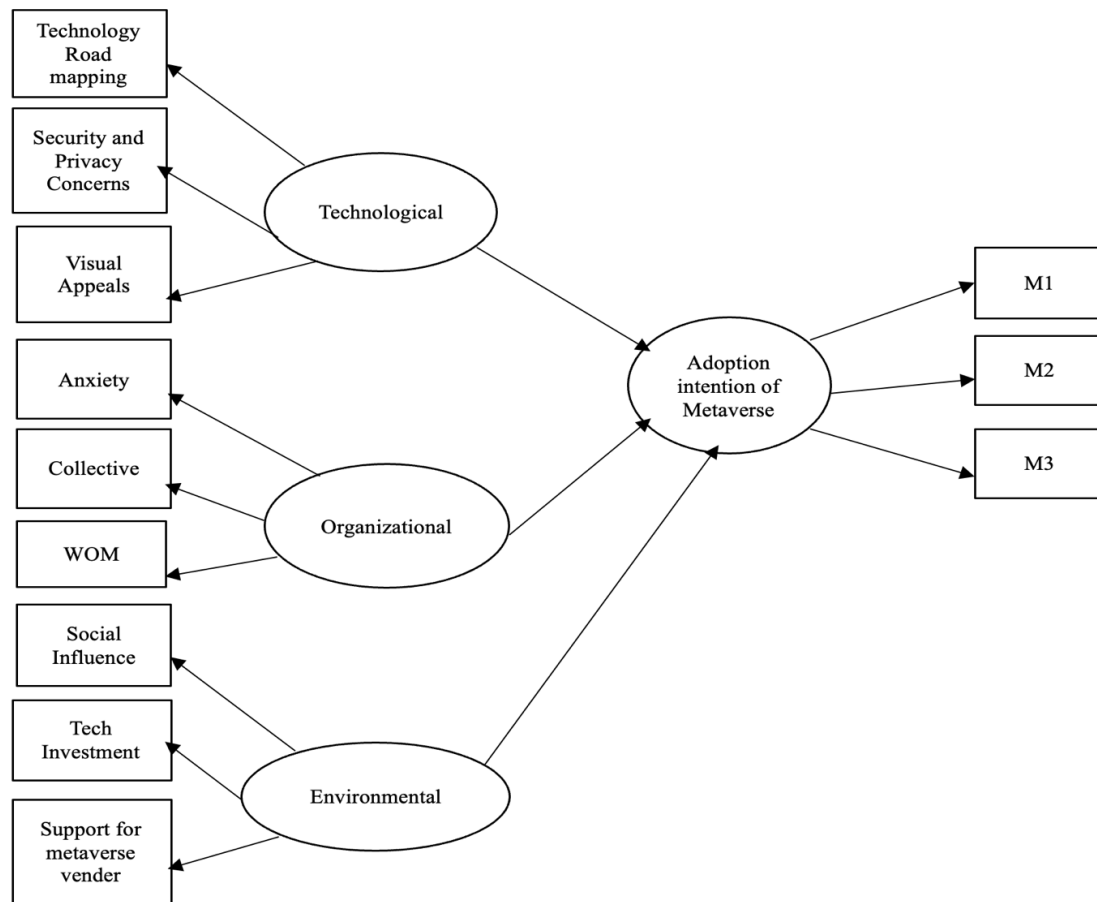 Technology
Road
mapping
Security and
Privacy
Concerns
Visual
Appeals
Anxiety
Collective
WOM
Social
Influence
Tech
Investment
Support for
metaverse
vender
Technological
Organizational
Environmental
Adoption
intention of
Metaverse
M1
M2
M3